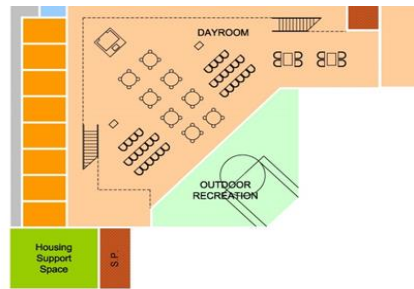 DAYROOM
OUTDOOR
RECREATION
Housing
Support
Space
S.P.